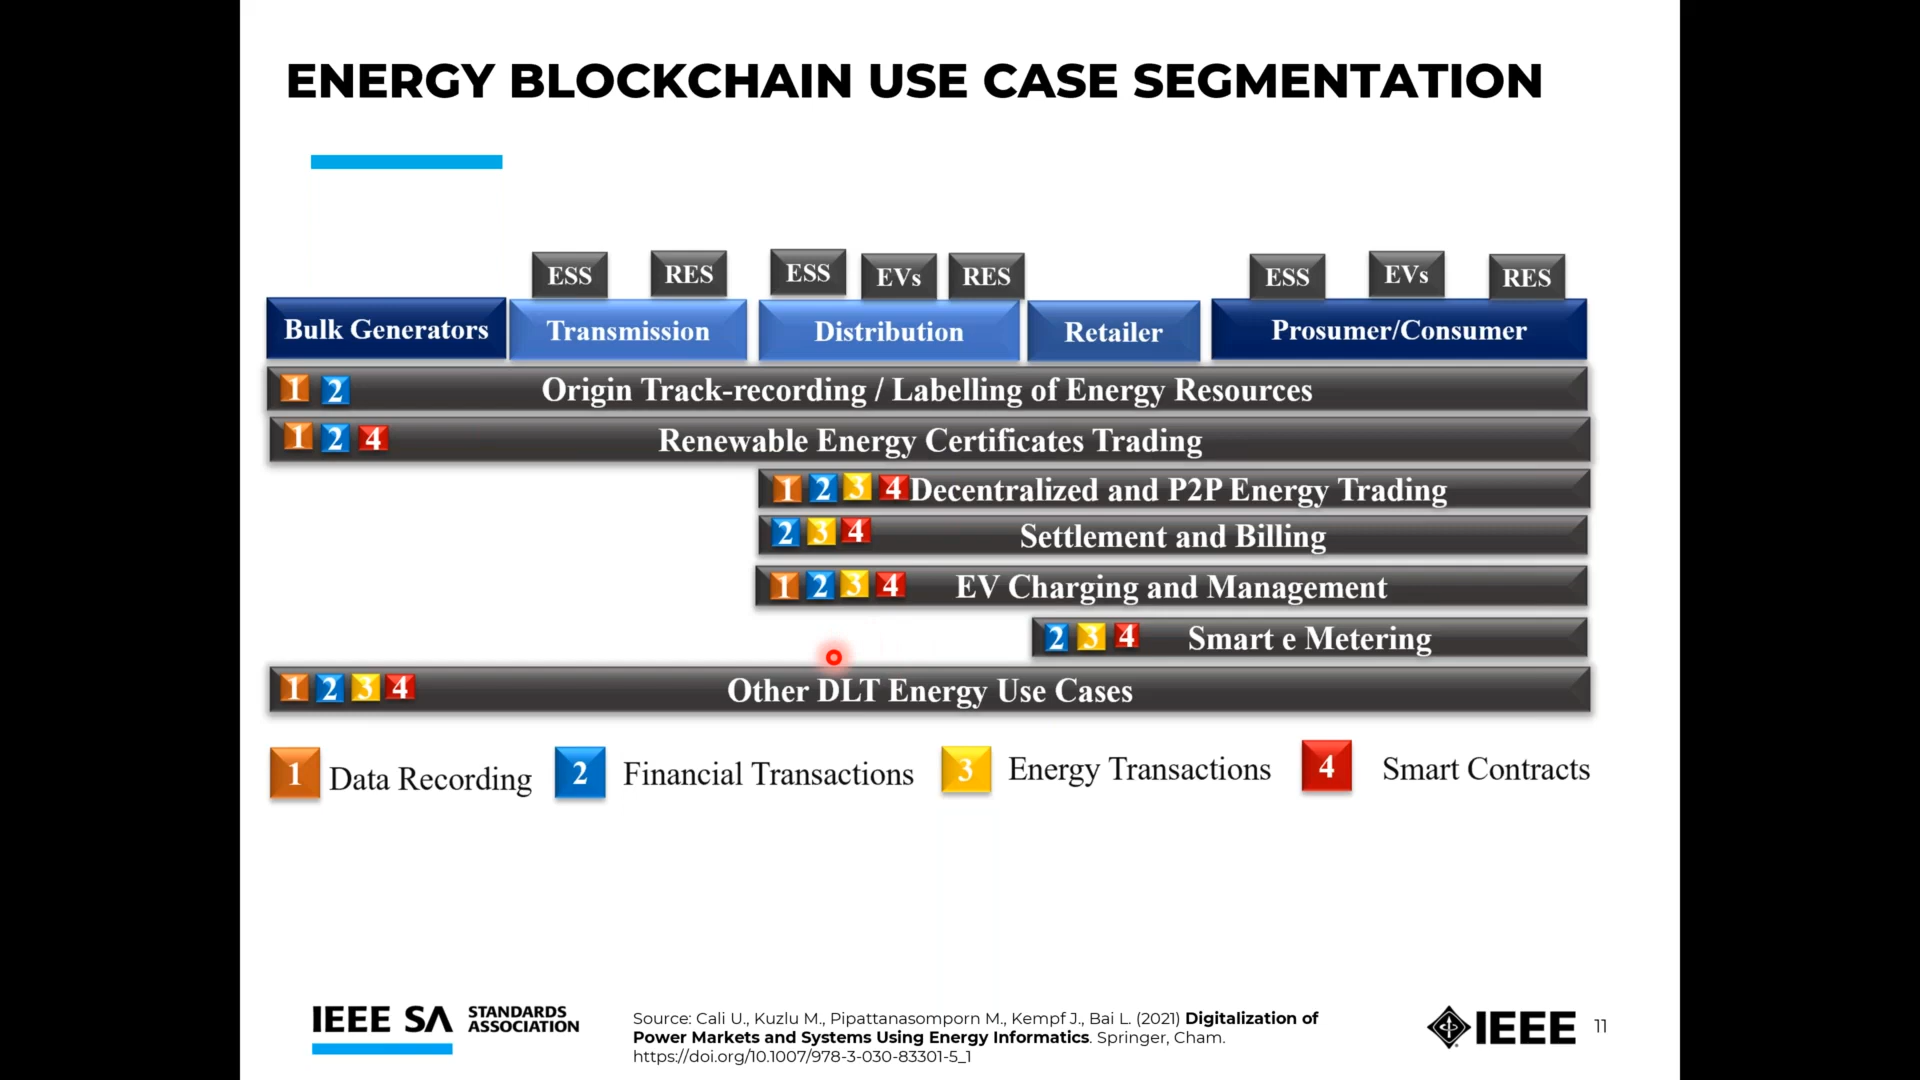 ENERGY BLOCKCHAIN USE CASE SEGMENTATION
ESS RES ESS EVs RES ESS EVs RES
Bulk Generators Transmission Distribution Retailer Prosumer/Consumer
1 2 Origin Track-recording / Labelling of Energy Resources
1 2 4 Renewable Energy Certificates Trading
1 2 3 4 Decentralized and P2P Energy Trading
2 3 4 Settlement and Billing
1 2 3 4 EV Charging and Management
2 3 4 Smart e Metering
1 2 3 4 Other DLT Energy Use Cases
1 Data Recording 2 Financial Transactions 3 Energy Transactions 4 Smart Contracts
IEEE SA STANDARDS
ASSOCIATION
Source: Cali U., Kuzlu M., Pipattanasomporn M., Kempf J., Bai L. (2021) Digitalization of
Power Markets and Systems Using Energy Informatics. Springer, Cham.
https://doi.org/10.1007/978-3-030-83301-5_1
IEEE 11